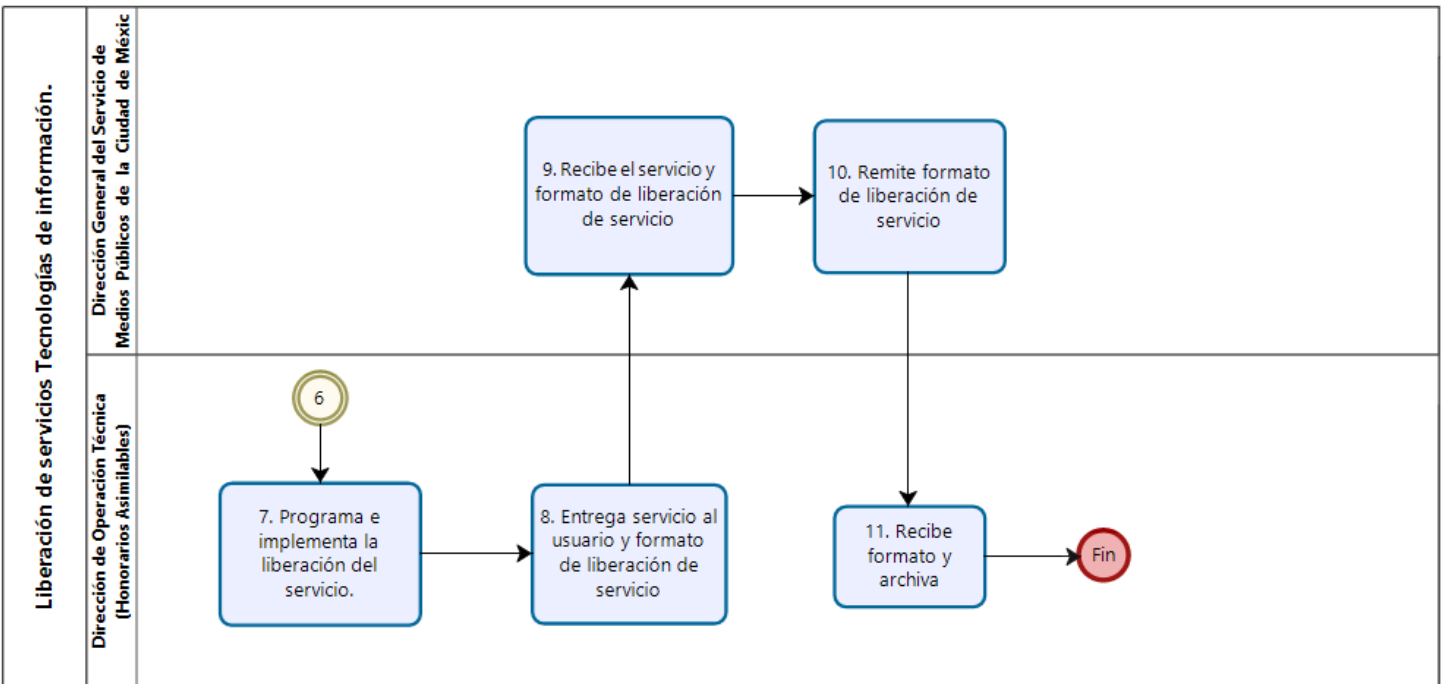 Liberación de servicios Tecnologías de información.
Dirección General del Servicio de
Medios Públicos de la Ciudad de Méxic
9. Recibe el servicio y
formato de liberación
de servicio
10. Remite formato
de liberación de
servicio
Dirección de Operación Técnica
(Honorarios Asimilables)
6
7. Programa e
implementa la
liberación del
servicio.
8. Entrega servicio al
usuario y formato
de liberación de
servicio
11. Recibe
formato y
archiva
Fin